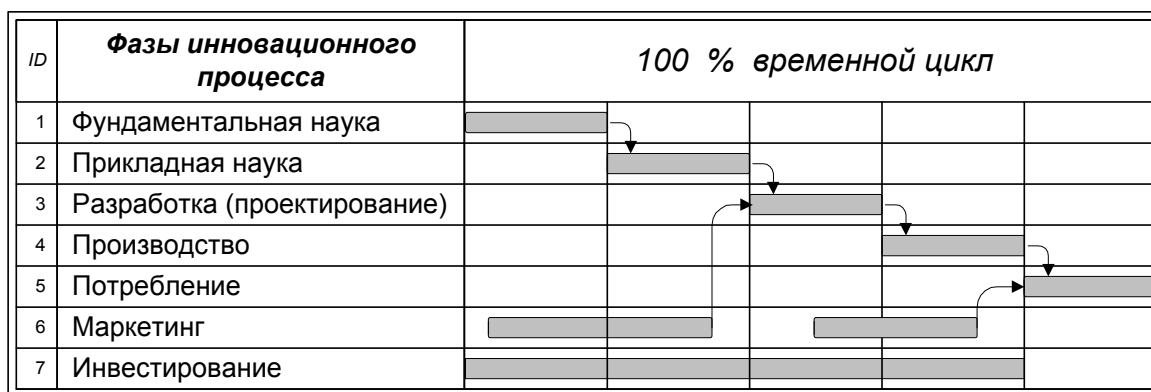 ID
Фазы инновационного
процесса
100 % временной цикл
1 Фундаментальная наука
2 Прикладная наука
3 Разработка (проектирование)
4 Производство
5 Потребление
6 Маркетинг
7 Инвестирование